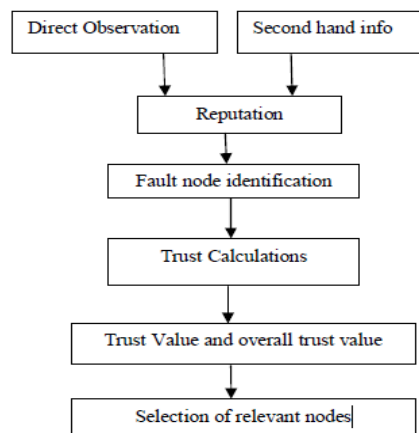 Direct Observation
Second hand info
Reputation
Fault node identification
Trust Calculations
Trust Value and overall trust value
Selection of relevant nodes